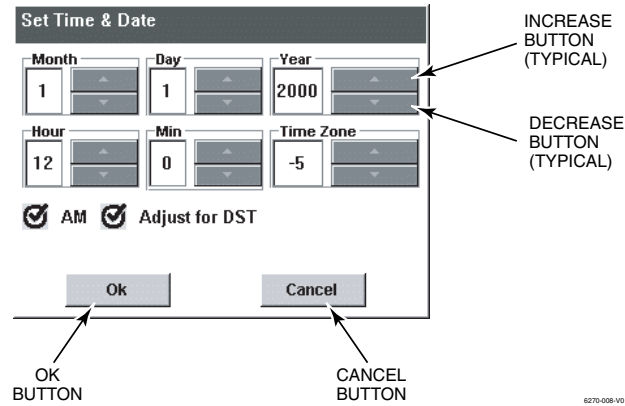 Set Time & Date
Month
Day
Year
1
1
2000
Hour
Min
Time Zone
12
0
-5
AM
Adjust for DST
Ok
Cancel
INCREASE
BUTTON
(TYPICAL)
DECREASE
BUTTON
(TYPICAL)
OK
BUTTON
CANCEL
BUTTON
6270-008-V0